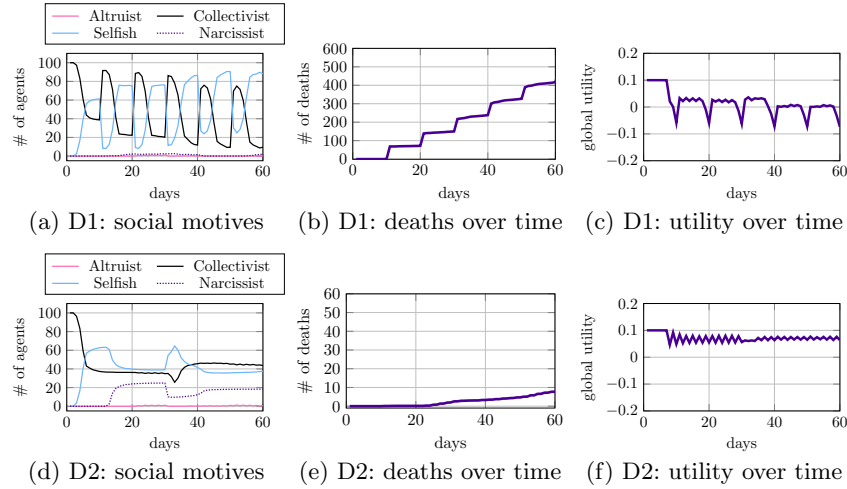 Altruist Collectivist
Selfish Narcissist
# of agents
100
80
60
40
20
0
0 20 40 60
days
(a) D1: social motives
# of deaths
600
500
400
300
200
100
0
0 20 40 60
days
(b) D1: deaths over time
global utility
0.2
0.1
0
−0.1
−0.2
0 20 40 60
days
(c) D1: utility over time
Altruist Collectivist
Selfish Narcissist
# of agents
100
80
60
40
20
0
0 20 40 60
days
(d) D2: social motives
# of deaths
60
50
40
30
20
10
0
0 20 40 60
days
(e) D2: deaths over time
global utility
0.2
0.1
0
−0.1
−0.2
0 20 40 60
days
(f) D2: utility over time